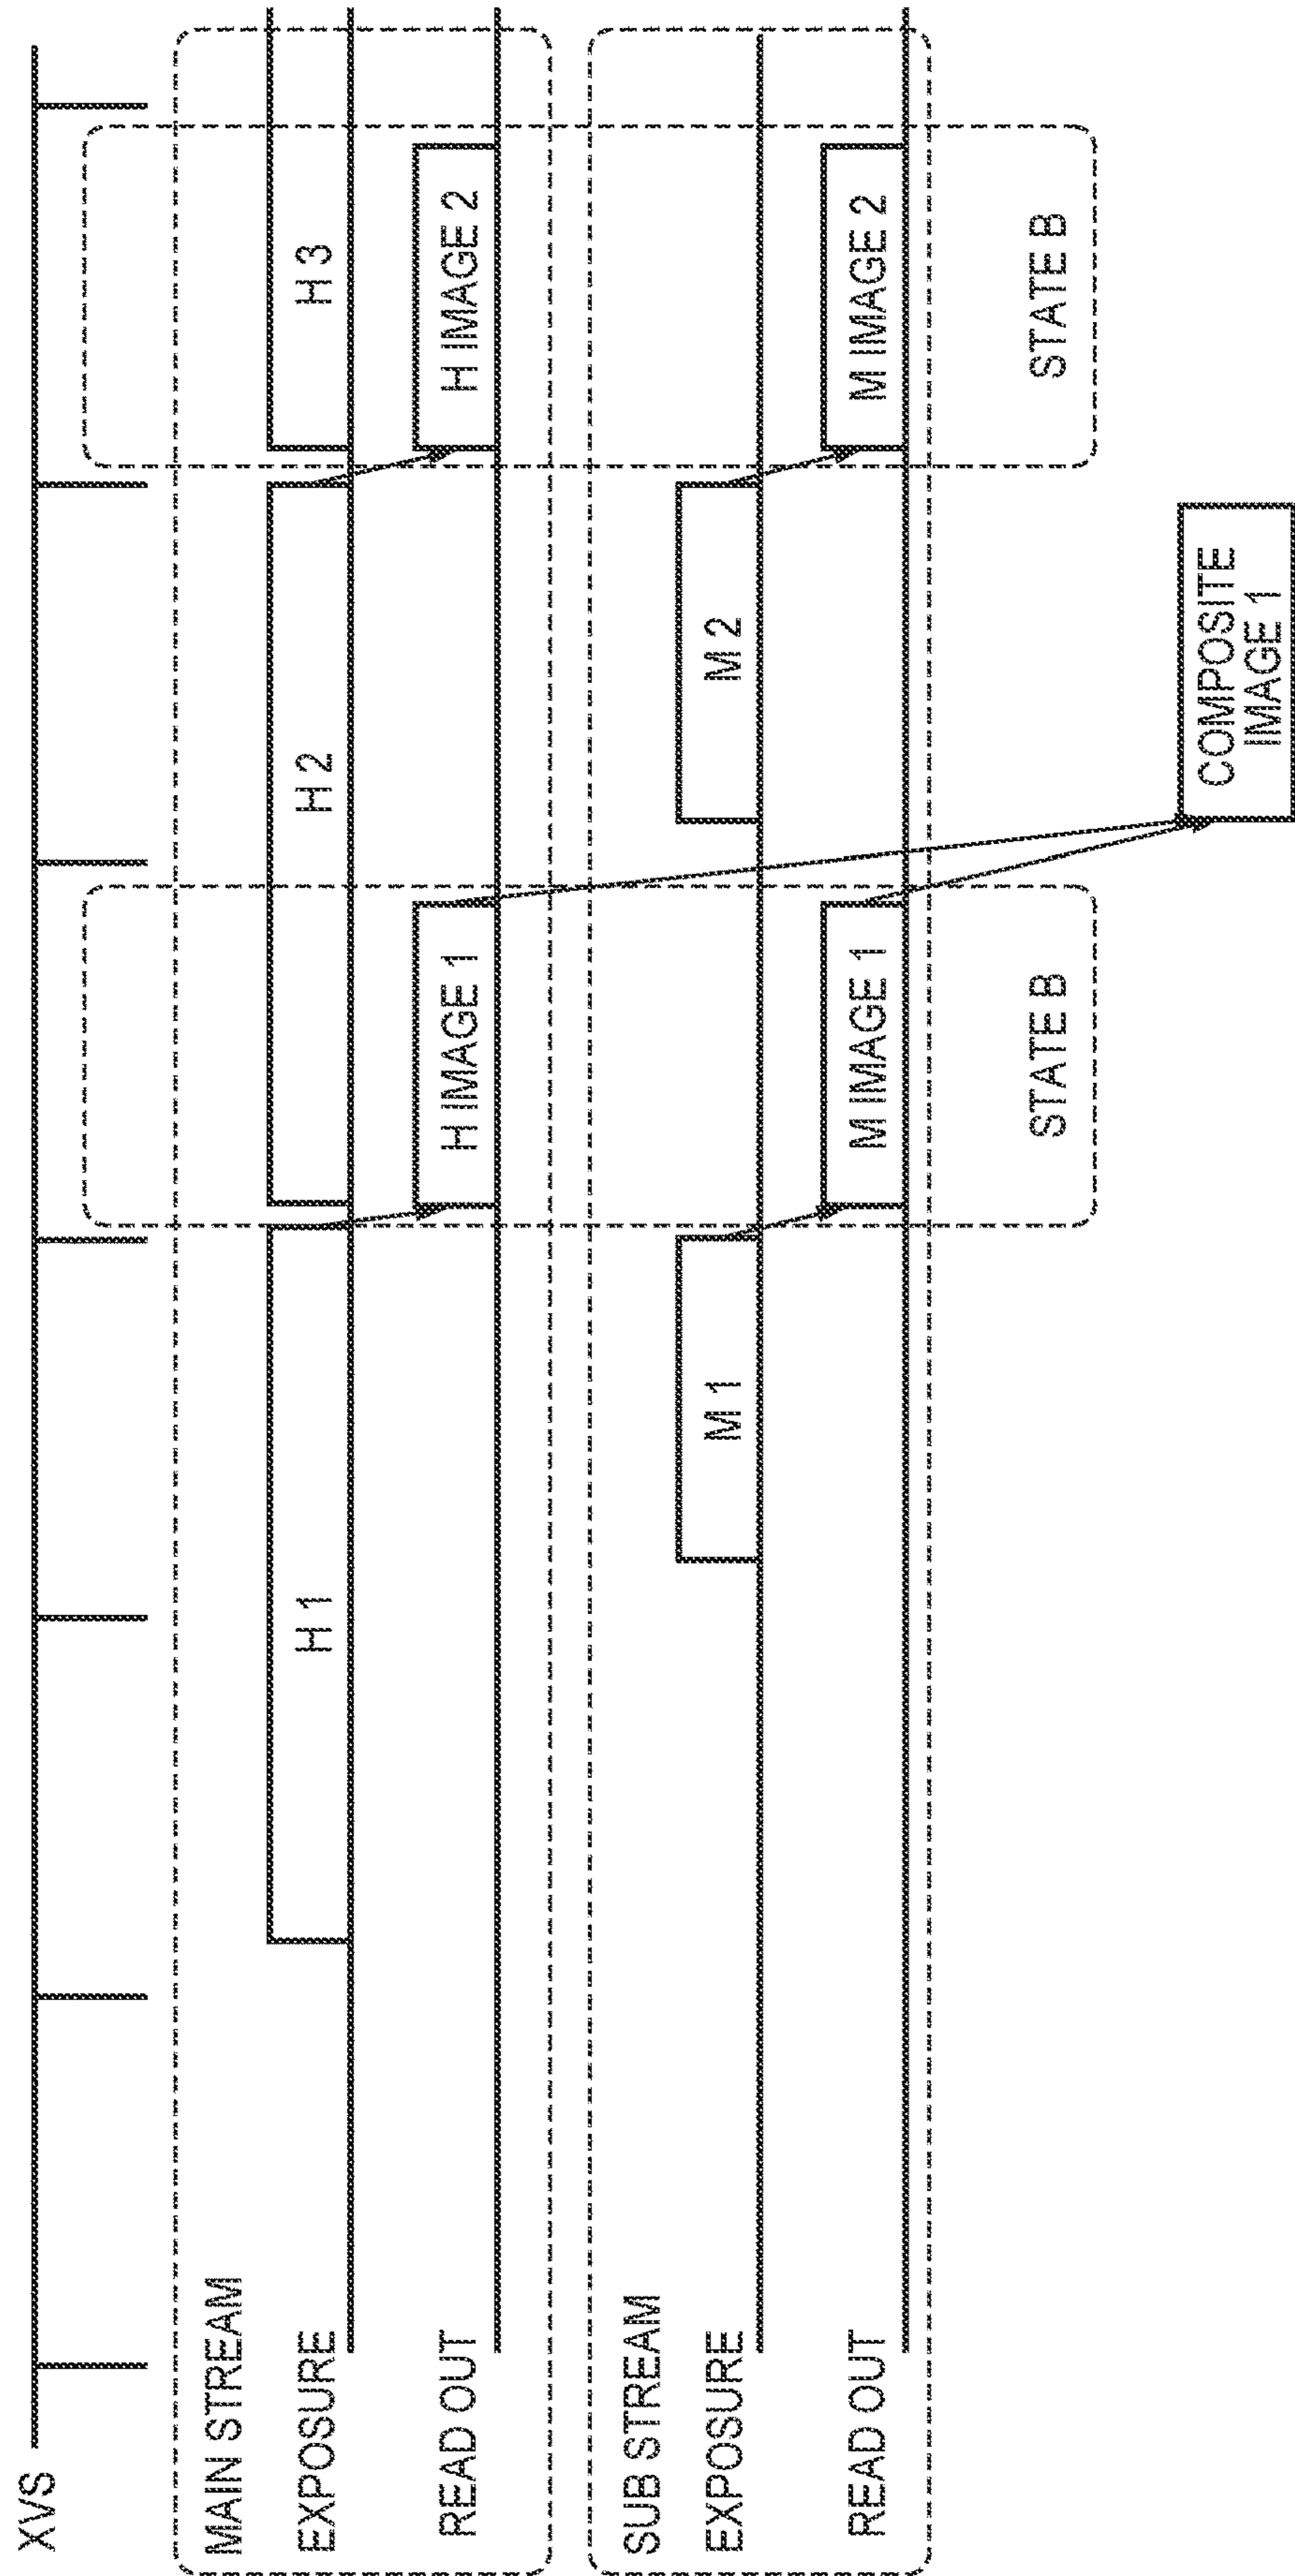 XVS
MAIN STREAM
EXPOSURE
H 1
H 2
H 3
READ OUT
H IMAGE 1
H IMAGE 2
SUB STREAM
EXPOSURE
M 1
M 2
READ OUT
M IMAGE 1
M IMAGE 2
STATE B
STATE B
COMPOSITE
IMAGE 1